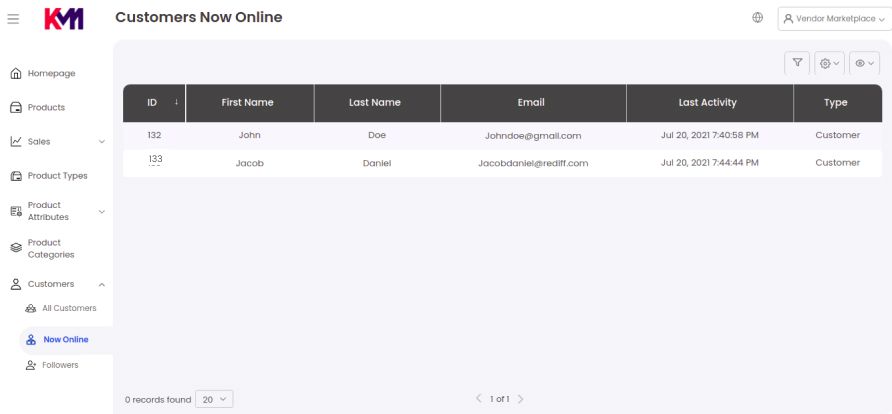 KM
Customers Now Online
Vendor Marketplace
Homepage
Products
Sales
Product Types
Product
Attributes
Product
Categories
Customers
All Customers
Now Online
Followers
ID ↓ First Name Last Name Email Last Activity Type
132 John Doe Johndoe@gmail.com Jul 20, 2021 7:40:58 PM Customer
133 Jacob Daniel Jacobdaniel@rediff.com Jul 20, 2021 7:44:44 PM Customer
0 records found 20 < 1 of 1 >